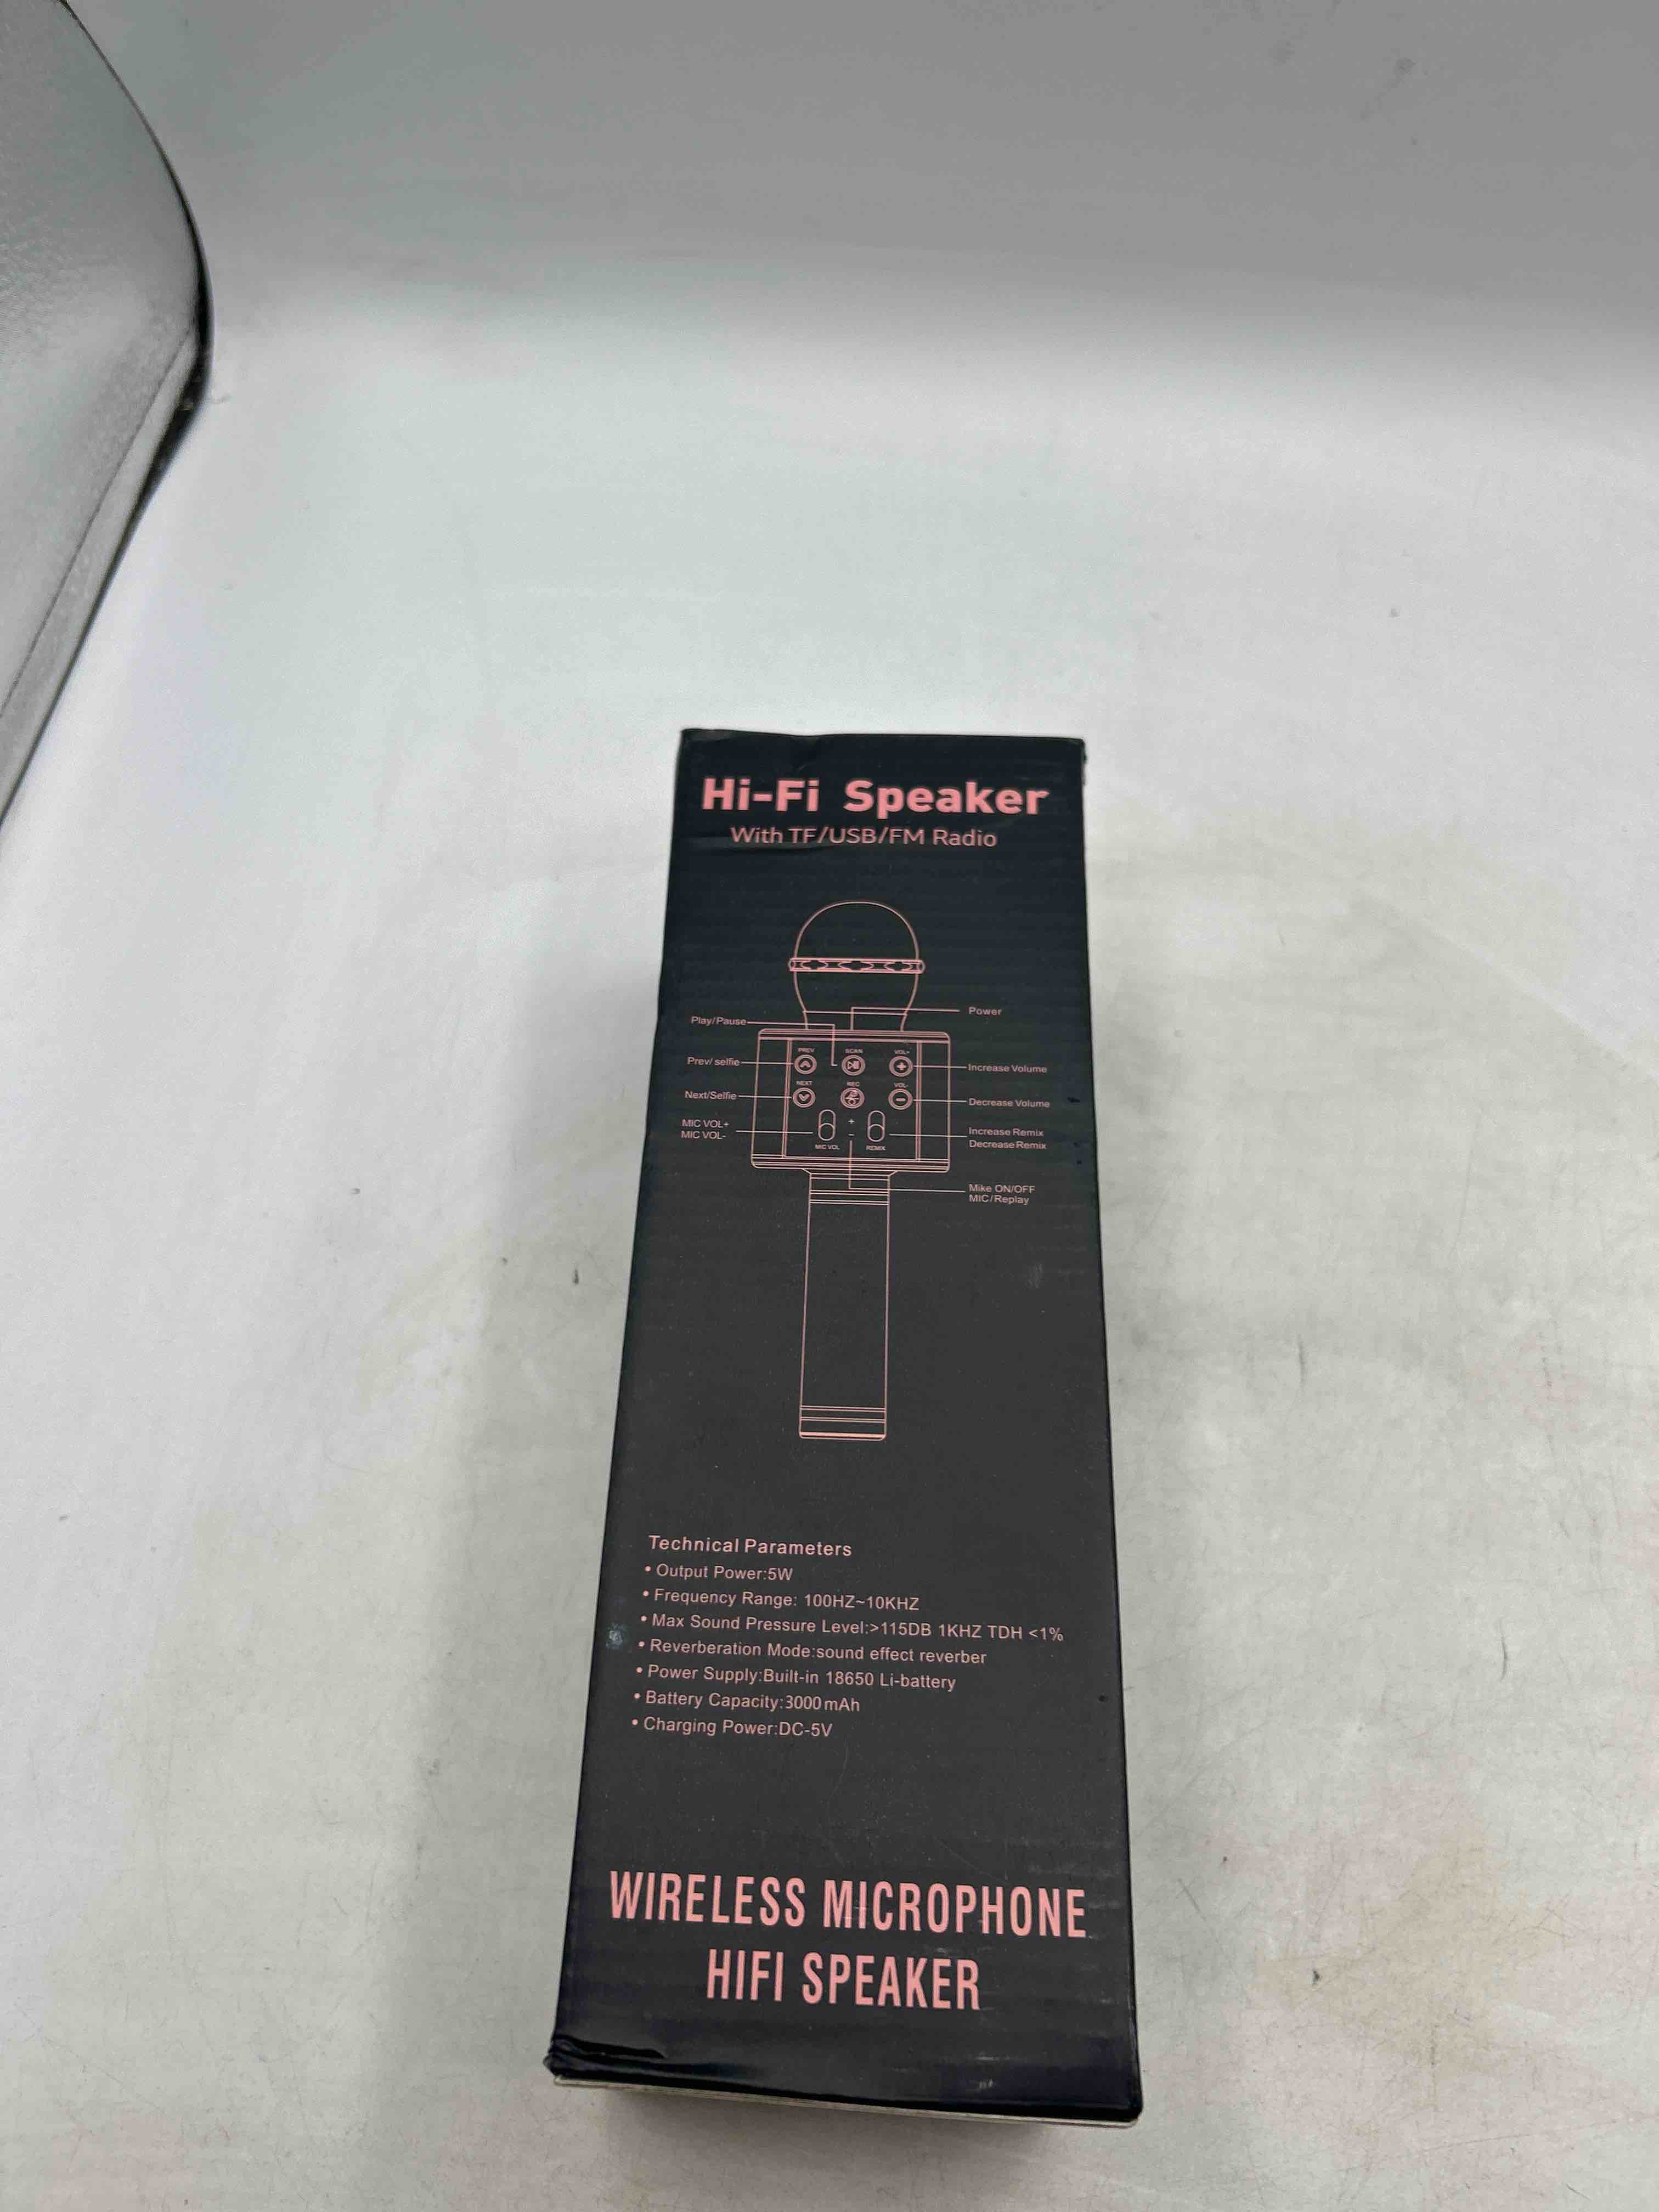 Hi-Fi Speaker
With TF/USB/FM Radio
Power
Play/Pause
PREV
SCAN
VOL+
Prev/ selfie
Increase Volume
NEXT
REC
VOL-
Next/Selfie
Decrease Volume
MIC VOL+
MIC VOL-
+
-
Increase Remix
Decrease Remix
MIC VOL
REMIX
Mike ON/OFF
MIC/Replay
Technical Parameters
• Output Power:5W
• Frequency Range: 100HZ~10KHZ
• Max Sound Pressure Level:>115DB 1KHZ TDH <1%
• Reverberation Mode:sound effect reverber
• Power Supply:Built-in 18650 Li-battery
• Battery Capacity:3000mAh
• Charging Power:DC-5V
WIRELESS MICROPHONE
HIFI SPEAKER